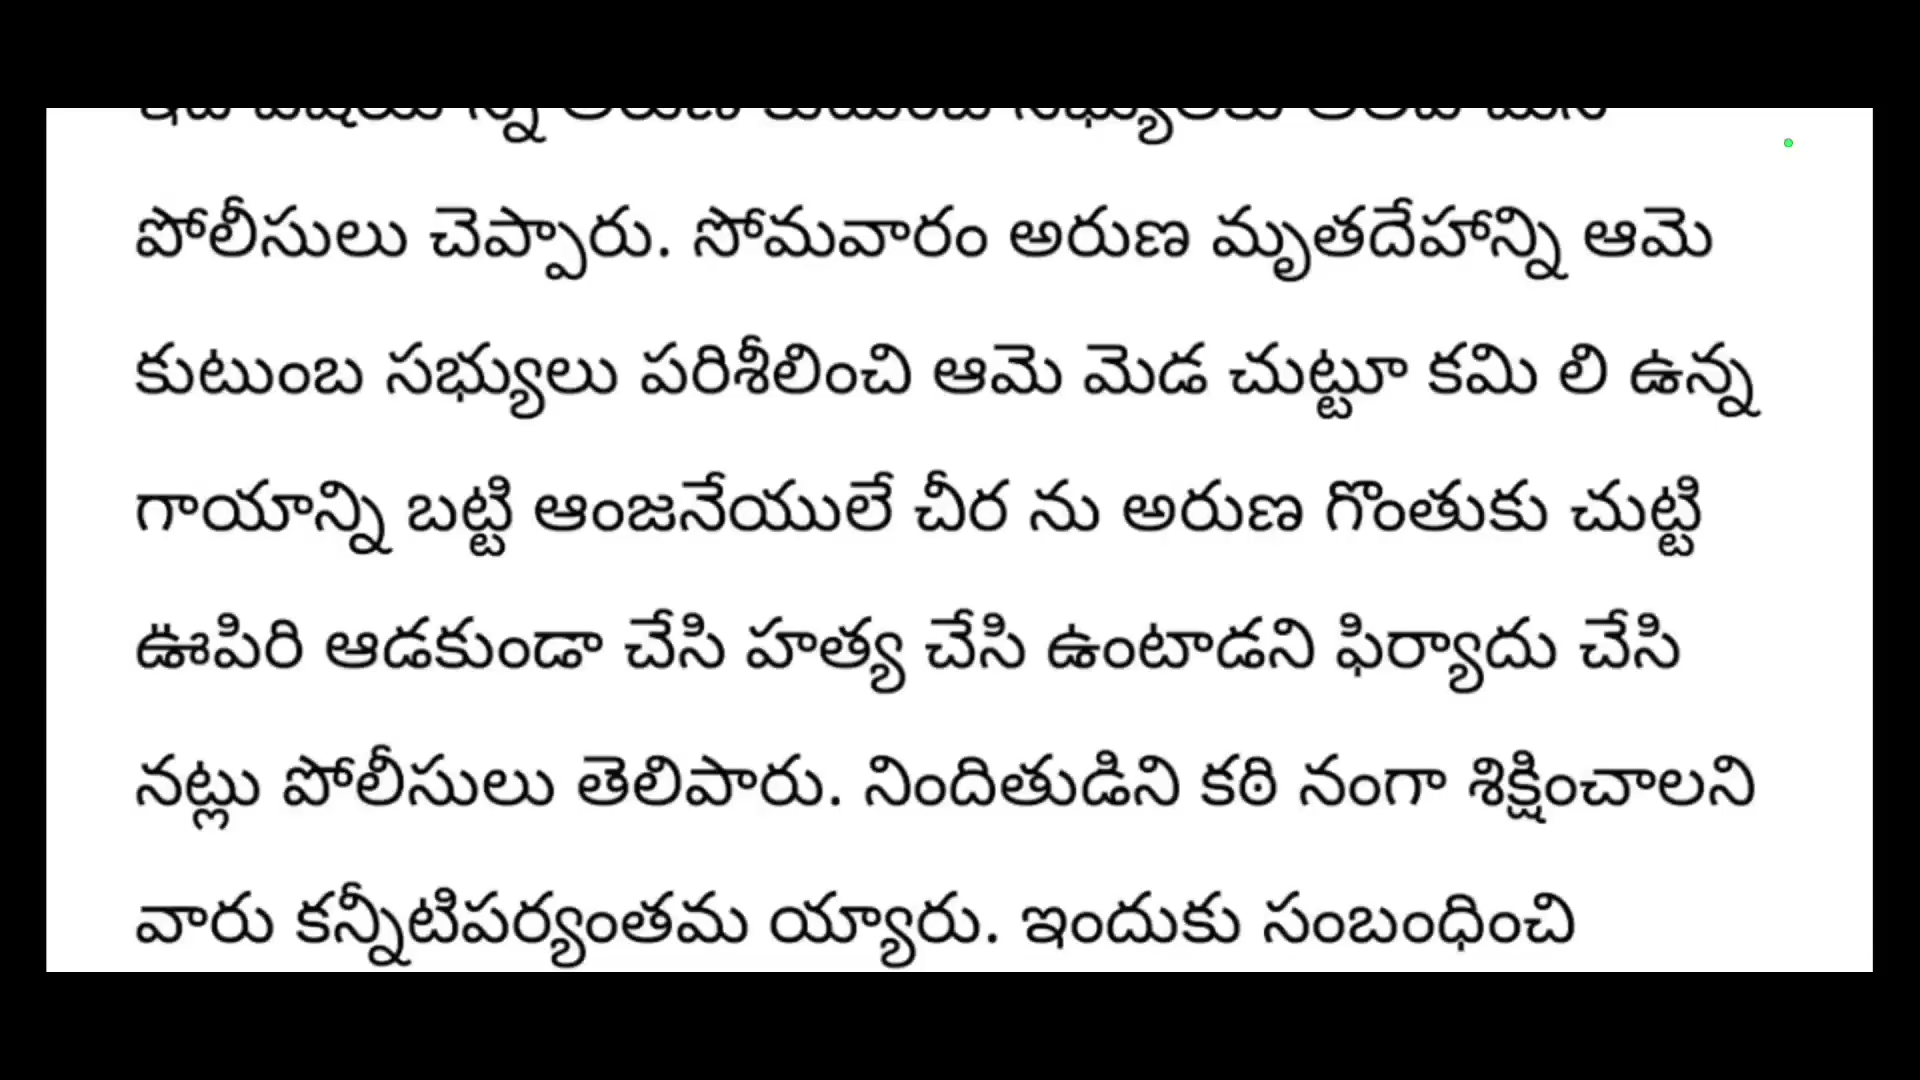 పోలీసులు చెప్పారు. సోమవారం అరుణ మృతదేహాన్ని ఆమె
కుటుంబ సభ్యులు పరిశీలించి ఆమె మెడ చుట్టూ కమి లి ఉన్న
గాయాన్ని బట్టి ఆంజనేయులే చీర ను అరుణ గొంతుకు చుట్టి
ఊపిరి ఆడకుండా చేసి హత్య చేసి ఉంటాడని ఫిర్యాదు చేసి
నట్లు పోలీసులు తెలిపారు. నిందితుడిని కఠి నంగా శిక్షించాలని
వారు కన్నీటిపర్యంతమ య్యారు. ఇందుకు సంబంధించి